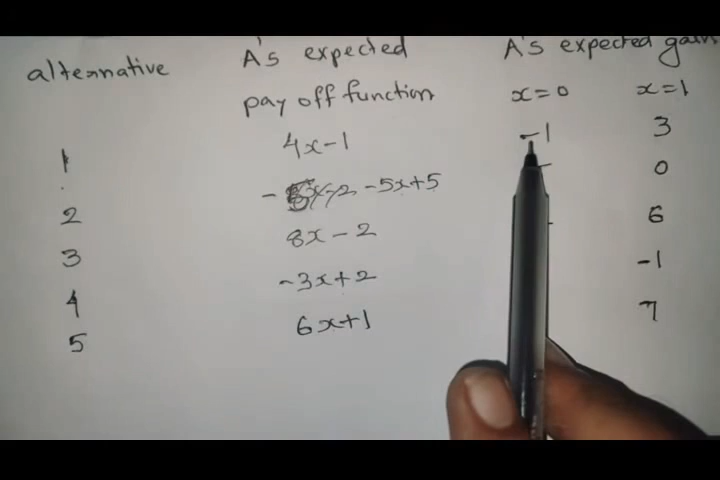 alternative A's expected A's expected gain
pay off function x=0 x=1
1 4x-1 -1 3
2 -5x+5 0
3 8x-2 6
4 -3x+2 -1
5 6x+1 7